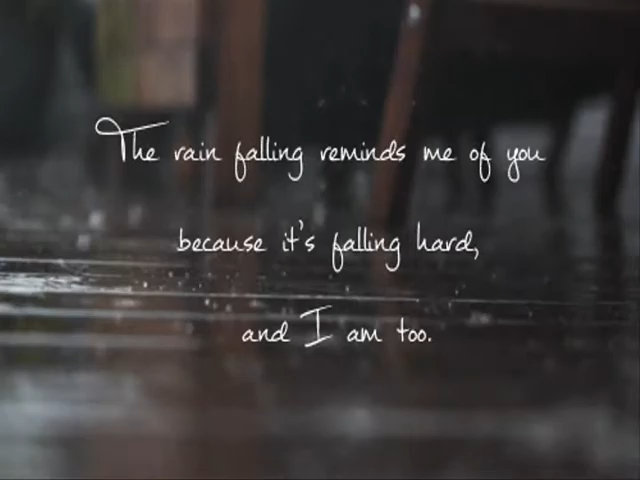 The rain falling reminds me of you
because it's falling hard,
and I am too.